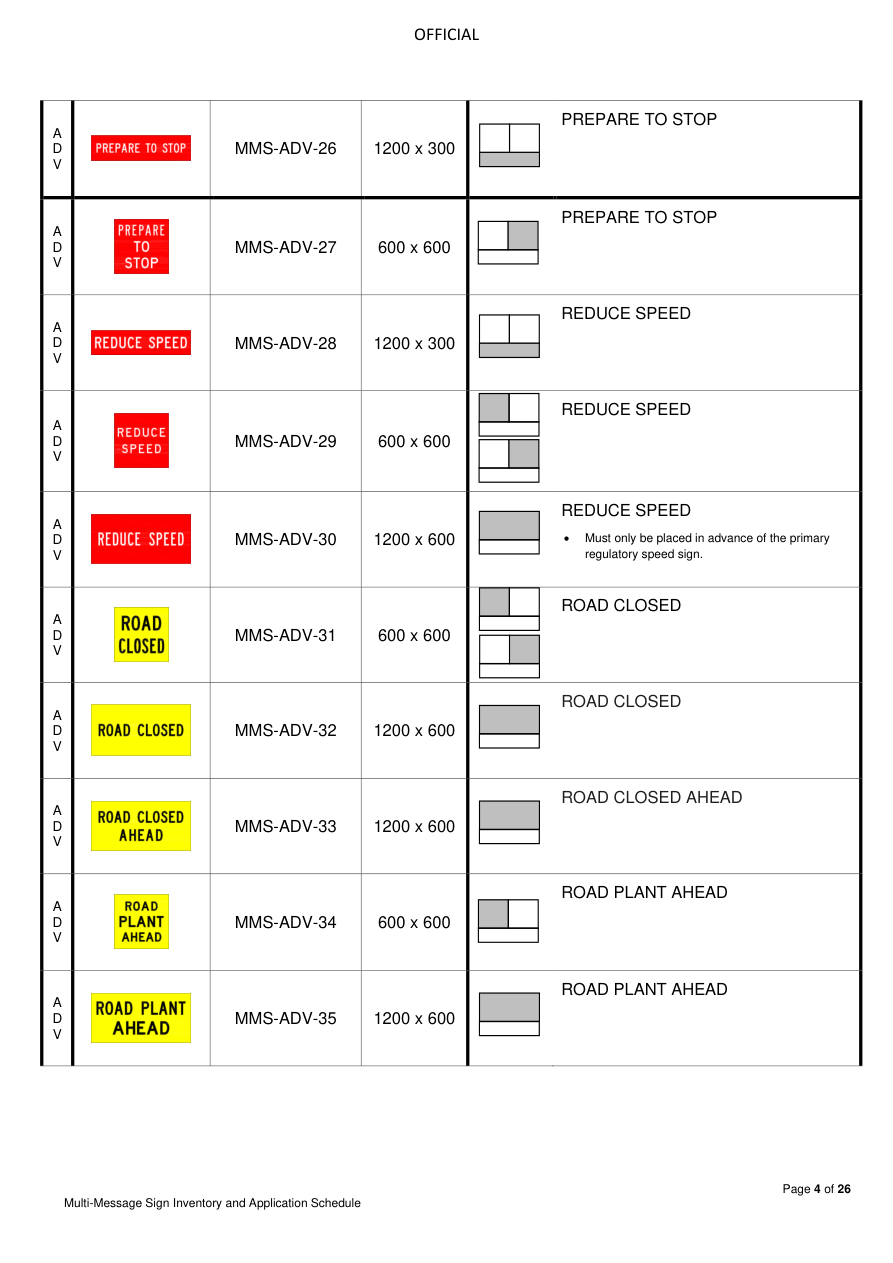 OFFICIAL
A
D
V
PREPARE TO STOP
MMS-ADV-26
1200 x 300
PREPARE TO STOP
A
D
V
PREPARE
TO
STOP
MMS-ADV-27
600 x 600
PREPARE TO STOP
A
D
V
REDUCE SPEED
MMS-ADV-28
1200 x 300
REDUCE SPEED
A
D
V
REDUCE
SPEED
MMS-ADV-29
600 x 600
REDUCE SPEED
A
D
V
REDUCE SPEED
MMS-ADV-30
1200 x 600
REDUCE SPEED
• Must only be placed in advance of the primary
regulatory speed sign.
A
D
V
ROAD
CLOSED
MMS-ADV-31
600 x 600
ROAD CLOSED
A
D
V
ROAD CLOSED
MMS-ADV-32
1200 x 600
ROAD CLOSED
A
D
V
ROAD CLOSED
AHEAD
MMS-ADV-33
1200 x 600
ROAD CLOSED AHEAD
A
D
V
ROAD
PLANT
AHEAD
MMS-ADV-34
600 x 600
ROAD PLANT AHEAD
A
D
V
ROAD PLANT
AHEAD
MMS-ADV-35
1200 x 600
ROAD PLANT AHEAD
Page 4 of 26
Multi-Message Sign Inventory and Application Schedule